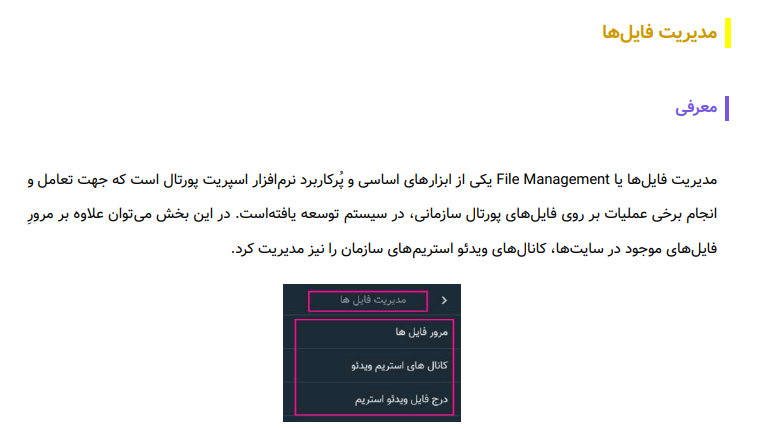 مدیریت فایل‌ها
معرفی
مدیریت فایل‌ها یا File Management یکی از ابزارهای اساسی و پُرکاربرد نرم‌افزار اسپریت پورتال است که جهت تعامل و
انجام برخی عملیات بر روی فایل‌های پورتال سازمانی، در سیستم توسعه یافته‌است. در این بخش می‌توان علاوه بر مرورِ
فایل‌های موجود در سایت‌ها، کانال‌های ویدئو استریم‌های سازمان را نیز مدیریت کرد.
مدیریت فایل ها
مرور فایل ها
کانال های استریم ویدئو
درج فایل ویدئو استریم